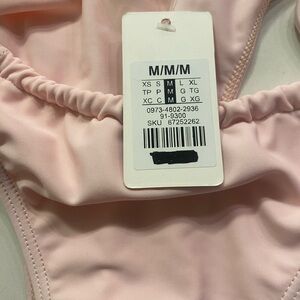 M/M/M
XS S M L XL
TP P M G TG
XC C M G XG
0973-4802-2936
91-9300
SKU 87252262